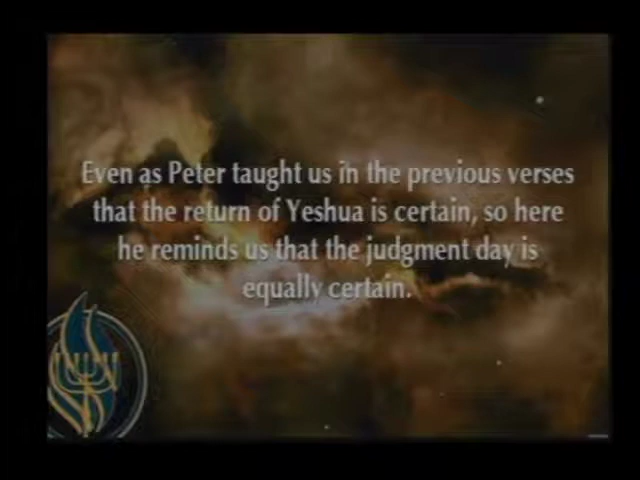 Even as Peter taught us in the previous verses
that the return of Yeshua is certain, so here
he reminds us that the judgment day is
equally certain.